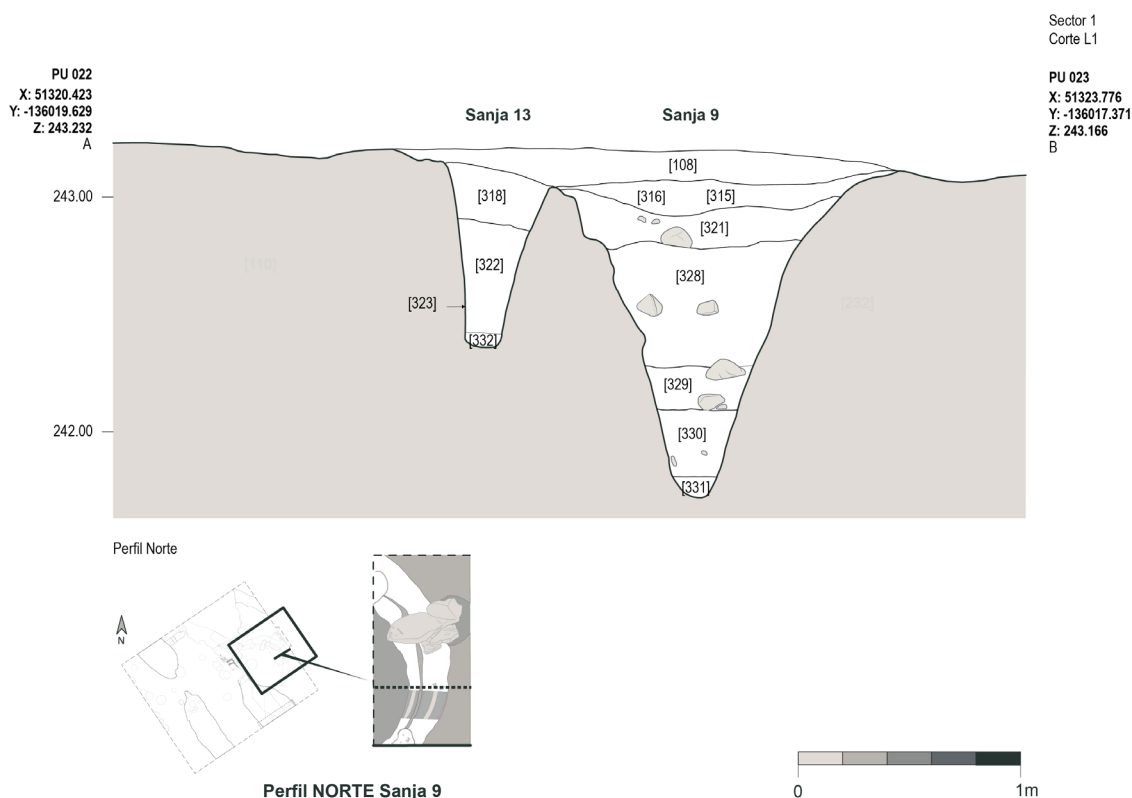 Sector 1
Corte L1
PU 022
X: 51320.423
Y: -136019.629
Z: 243.232
A
PU 023
X: 51323.776
Y: -136017.371
Z: 243.166
B
Sanja 13
Sanja 9
[108]
243.00
[318]
[316]
[315]
[321]
[322]
[110]
[328]
[323]
[232]
[332]
[329]
242.00
[330]
[331]
Perfil Norte
N
Perfil NORTE Sanja 9
0
1m